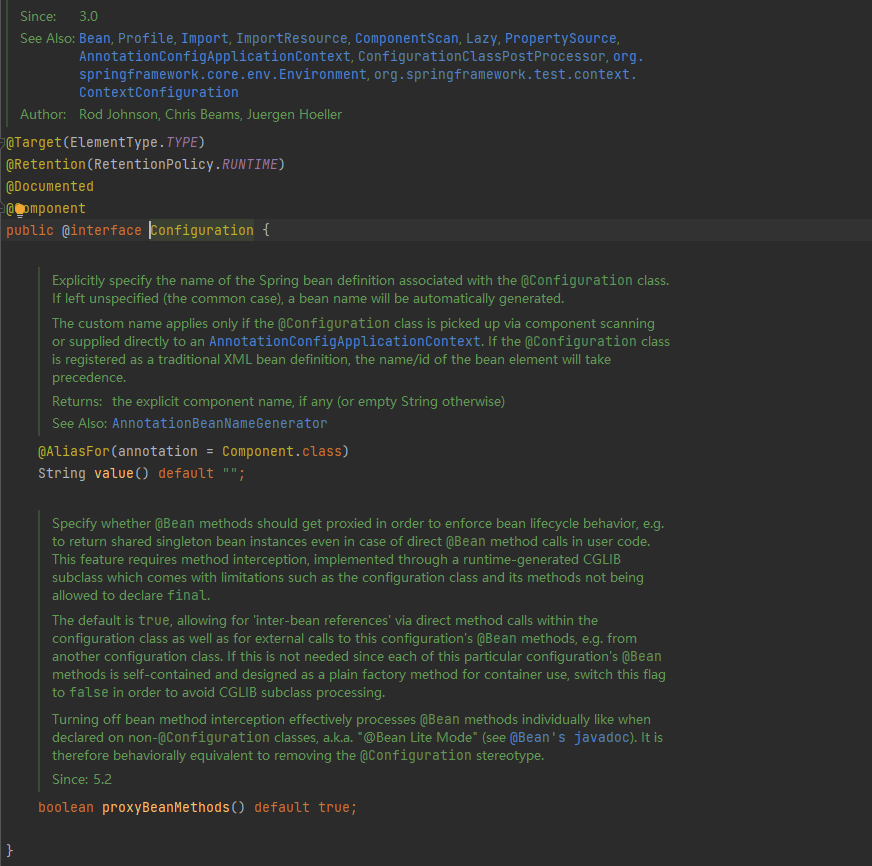 Since: 3.0
See Also: Bean, Profile, Import, ImportResource, ComponentScan, Lazy, PropertySource,
AnnotationConfigApplicationContext, ConfigurationClassPostProcessor, org.
springframework.core.env.Environment, org.springframework.test.context.
ContextConfiguration
Author: Rod Johnson, Chris Beams, Juergen Hoeller
@Target(ElementType.TYPE)
@Retention(RetentionPolicy.RUNTIME)
@Documented
@Component
public @interface Configuration {
Explicitly specify the name of the Spring bean definition associated with the @Configuration class.
If left unspecified (the common case), a bean name will be automatically generated.
The custom name applies only if the @Configuration class is picked up via component scanning
or supplied directly to an AnnotationConfigApplicationContext. If the @Configuration class
is registered as a traditional XML bean definition, the name/id of the bean element will take
precedence.
Returns: the explicit component name, if any (or empty String otherwise)
See Also: AnnotationBeanNameGenerator
@AliasFor(annotation = Component.class)
String value() default "";
Specify whether @Bean methods should get proxied in order to enforce bean lifecycle behavior, e.g.
to return shared singleton bean instances even in case of direct @Bean method calls in user code.
This feature requires method interception, implemented through a runtime-generated CGLIB
subclass which comes with limitations such as the configuration class and its methods not being
allowed to declare final.
The default is true, allowing for 'inter-bean references' via direct method calls within the
configuration class as well as for external calls to this configuration's @Bean methods, e.g. from
another configuration class. If this is not needed since each of this particular configuration's @Bean
methods is self-contained and designed as a plain factory method for container use, switch this flag
to false in order to avoid CGLIB subclass processing.
Turning off bean method interception effectively processes @Bean methods individually like when
declared on non-@Configuration classes, a.k.a. "@Bean Lite Mode" (see @Bean's javadoc). It is
therefore behaviorally equivalent to removing the @Configuration stereotype.
Since: 5.2
boolean proxyBeanMethods() default true;
}